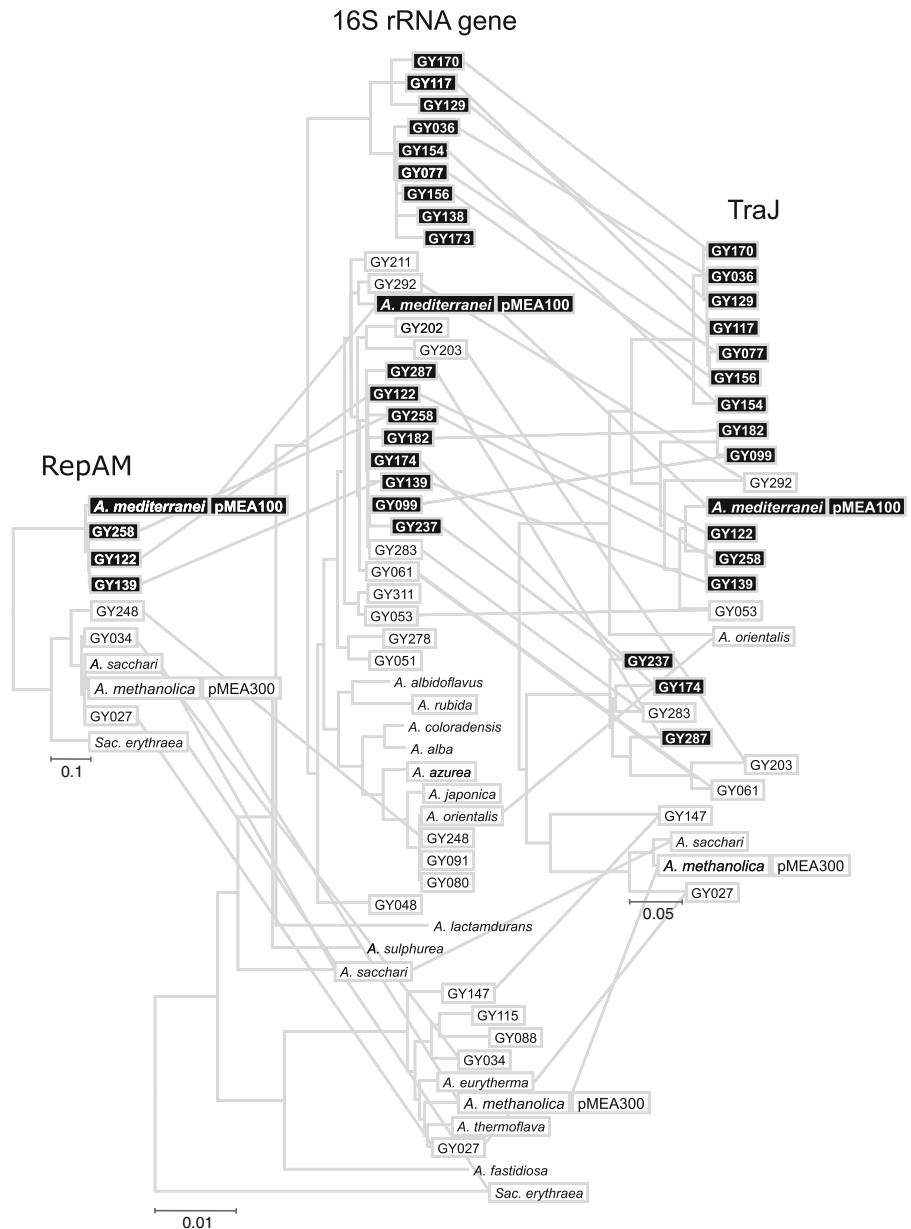 16S rRNA gene
GY170
GY117
GY129
GY036
GY154
GY077
GY156
GY138
GY173
GY211
GY292
A. mediterranei pMEA100
GY202
GY203
GY287
GY122
GY258
GY182
GY174
GY139
GY099
GY237
GY283
GY061
GY311
GY053
GY278
GY051
A. albidoflavus
A. rubida
A. coloradensis
A. alba
A. azurea
A. japonica
A. orientalis
GY248
GY091
GY080
GY048
A. lactamdurans
A. sulphurea
A. sacchari
GY147
GY115
GY088
GY034
A. eurytherma
A. methanolica pMEA300
A. thermoflava
GY027
A. fastidiosa
Sac. erythraea
0.01
RepAM
A. mediterranei pMEA100
GY258
GY122
GY139
GY248
GY034
A. sacchari
A. methanolica pMEA300
GY027
Sac. erythraea
0.1
TraJ
GY170
GY036
GY129
GY117
GY077
GY156
GY154
GY182
GY099
GY292
A. mediterranei pMEA100
GY122
GY258
GY139
GY053
A. orientalis
GY237
GY174
GY283
GY287
GY203
GY061
GY147
A. sacchari
A. methanolica pMEA300
GY027
0.05